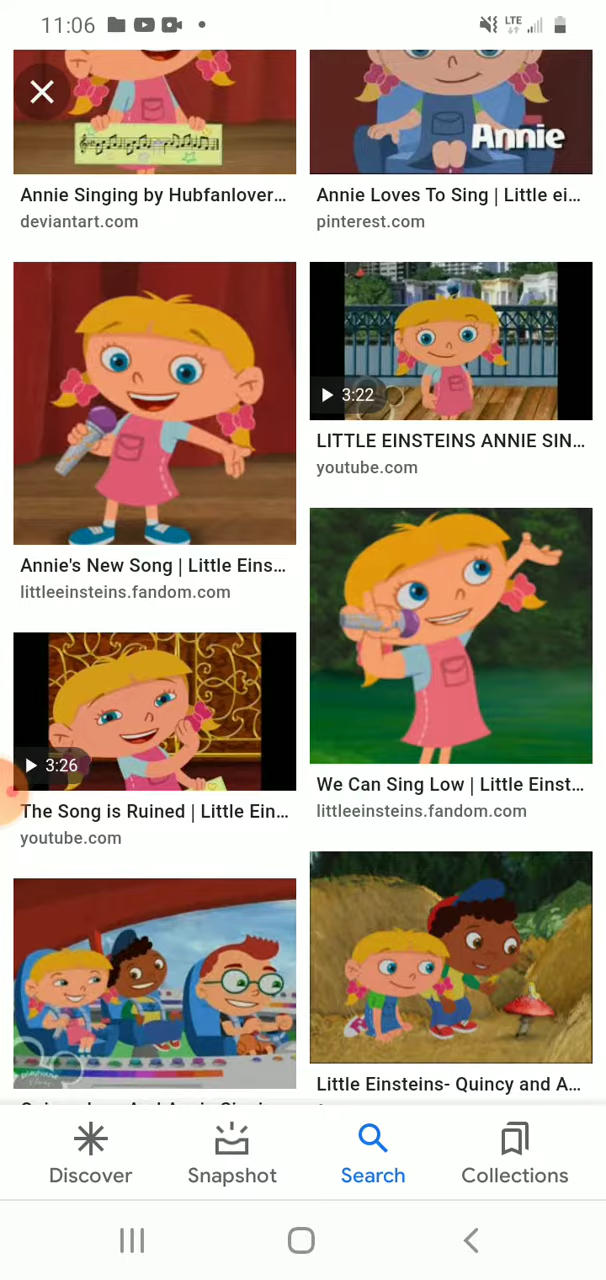 11:06
LTE
Annie
Annie Singing by Hubfanlover...
deviantart.com
Annie Loves To Sing | Little ei...
pinterest.com
3:22
LITTLE EINSTEINS ANNIE SIN...
youtube.com
Annie's New Song | Little Eins...
littleeinsteins.fandom.com
3:26
The Song is Ruined | Little Ein...
youtube.com
We Can Sing Low | Little Einst...
littleeinsteins.fandom.com
Little Einsteins- Quincy and A...
Discover
Snapshot
Search
Collections